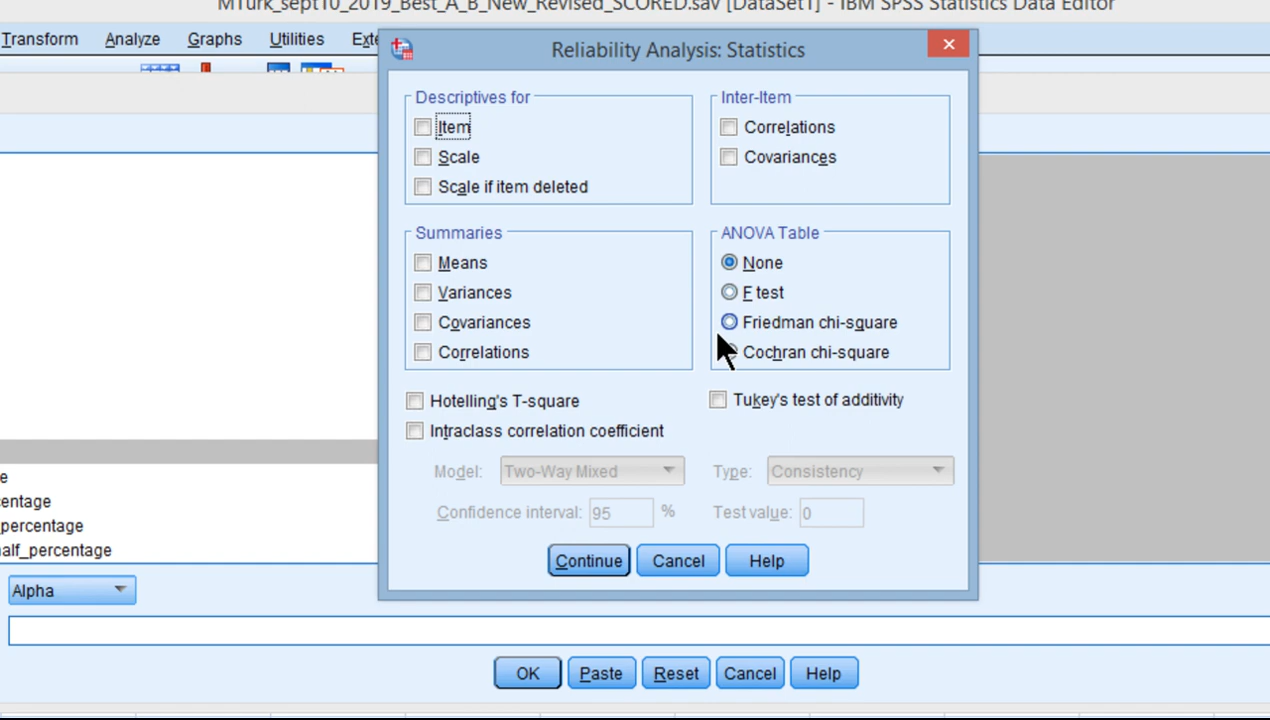 MTurk_sept10_2019_Best_A_B_New_Revised_SCORED.sav [DataSet1] - IBM SPSS Statistics Data Editor
Transform Analyze Graphs Utilities Exte
Reliability Analysis: Statistics
Descriptives for
Item
Scale
Scale if item deleted
Inter-Item
Correlations
Covariances
Summaries
Means
Variances
Covariances
Correlations
ANOVA Table
None
F test
Friedman chi-square
Cochran chi-square
Hotelling's T-square
Tukey's test of additivity
Intraclass correlation coefficient
Model: Two-Way Mixed Type: Consistency
Confidence interval: 95 % Test value: 0
Continue Cancel Help
e
entage
percentage
alf_percentage
Alpha
OK Paste Reset Cancel Help